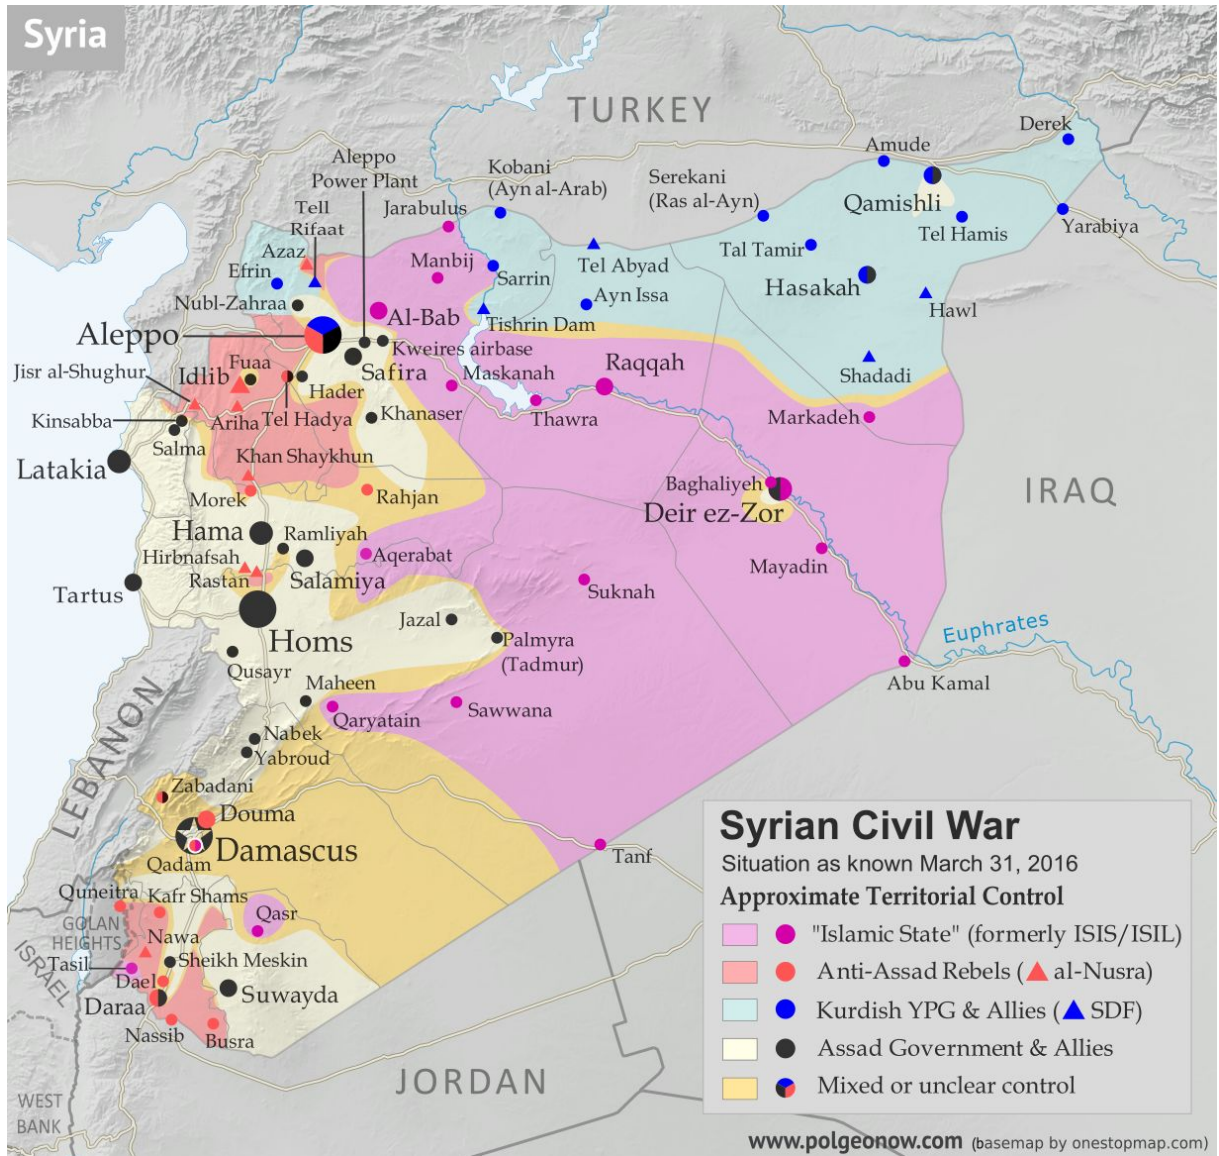 Syria
TURKEY
Derek
Amude
Aleppo
Power Plant
Kobani
(Ayn al-Arab)
Serekani
(Ras al-Ayn)
Qamishli
Jarabulus
Tell
Rifaat
Tel Hamis
Yarabiya
Azaz
Manbij
Sarrin
Tel Abyad
Tal Tamir
Efrin
Hasakah
Ayn Issa
Hawl
Nubl-Zahraa
Al-Bab
Tishrin Dam
Aleppo
Kweires airbase
Jisr al-Shughur
Fuaa
Idlib
Safira
Maskanah
Raqqah
Shadadi
Hader
Kinsabba
Ariha
Tel Hadya
Khanaser
Thawra
Markadeh
Salma
Latakia
Khan Shaykhun
Baghaliyeh
IRAQ
Morek
Rahjan
Deir ez-Zor
Hama
Ramliyah
Hirbnafsah
Aqerabat
Mayadin
Rastan
Salamiya
Tartus
Suknah
Jazal
Homs
Palmyra
(Tadmur)
Euphrates
Qusayr
Abu Kamal
Maheen
Qaryatain
Sawwana
LEBANON
Nabek
Yabroud
Zabadani
Douma
Damascus
Qadam
Tanf
Quneitra
Kafr Shams
GOLAN
HEIGHTS
Qasr
Nawa
ISRAEL
Tasil
Sheikh Meskin
Dael
Daraa
Suwayda
Nassib
Busra
JORDAN
WEST
BANK
Syrian Civil War
Situation as known March 31, 2016
Approximate Territorial Control
"Islamic State" (formerly ISIS/ISIL)
Anti-Assad Rebels ( al-Nusra)
Kurdish YPG & Allies ( SDF)
Assad Government & Allies
Mixed or unclear control
www.polgeonow.com (basemap by onestopmap.com)